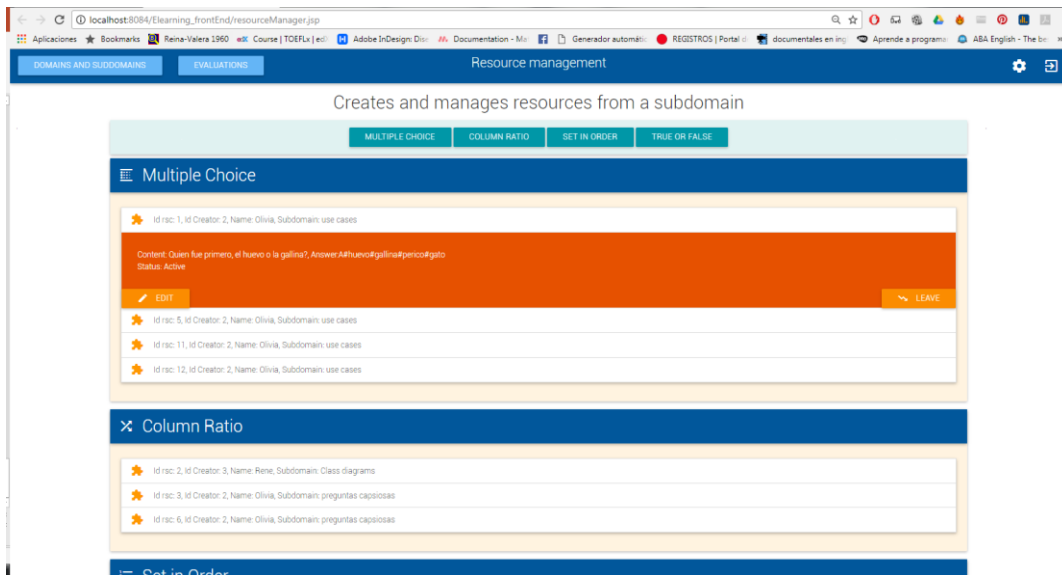 localhost:8084/Elearning_frontEnd/resourceManager.jsp
Aplicaciones Bookmarks Reina-Valera 1960 Course | TOEFLx | ed Adobe InDesign: Dis Documentation - Ma Generador automátic REGISTROS | Portal d documentales en ing Aprende a programa ABA English - The be
DOMAINS AND SUDDOMAINS EVALUATIONS Resource management
Creates and manages resources from a subdomain
MULTIPLE CHOICE COLUMN RATIO SET IN ORDER TRUE OR FALSE
Multiple Choice
Id rsc: 1, Id Creator: 2, Name: Olivia, Subdomain: use cases
Content: Quien fue primero, el huevo o la gallina?, Answer:A#huevo#gallina#perico#gato
Status: Active
EDIT LEAVE
Id rsc: 5, Id Creator: 2, Name: Olivia, Subdomain: use cases
Id rsc: 11, Id Creator: 2, Name: Olivia, Subdomain: use cases
Id rsc: 12, Id Creator: 2, Name: Olivia, Subdomain: use cases
Column Ratio
Id rsc: 2, Id Creator: 3, Name: Rene, Subdomain: Class diagrams
Id rsc: 3, Id Creator: 2, Name: Olivia, Subdomain: preguntas capsiosas
Id rsc: 6, Id Creator: 2, Name: Olivia, Subdomain: preguntas capsiosas
Set in Order